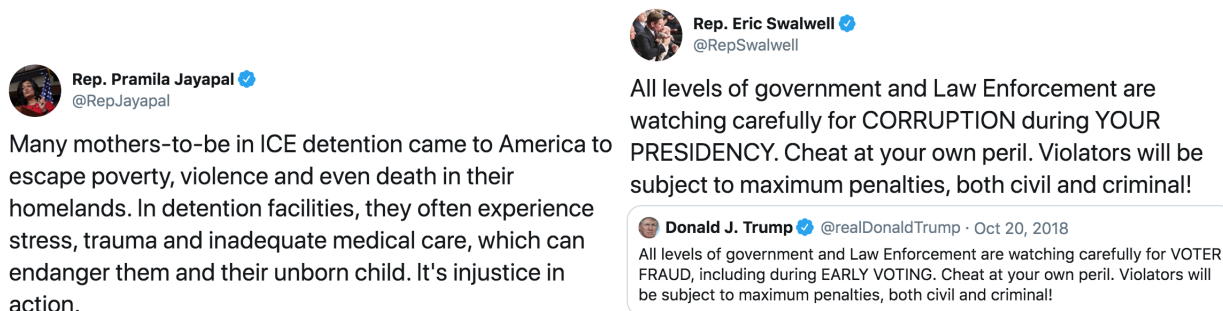 Rep. Pramila Jayapal
@RepJayapal
Many mothers-to-be in ICE detention came to America to
escape poverty, violence and even death in their
homelands. In detention facilities, they often experience
stress, trauma and inadequate medical care, which can
endanger them and their unborn child. It's injustice in
action.
Rep. Eric Swalwell
@RepSwalwell
All levels of government and Law Enforcement are
watching carefully for CORRUPTION during YOUR
PRESIDENCY. Cheat at your own peril. Violators will be
subject to maximum penalties, both civil and criminal!
Donald J. Trump @realDonaldTrump · Oct 20, 2018
All levels of government and Law Enforcement are watching carefully for VOTER
FRAUD, including during EARLY VOTING. Cheat at your own peril. Violators will
be subject to maximum penalties, both civil and criminal!